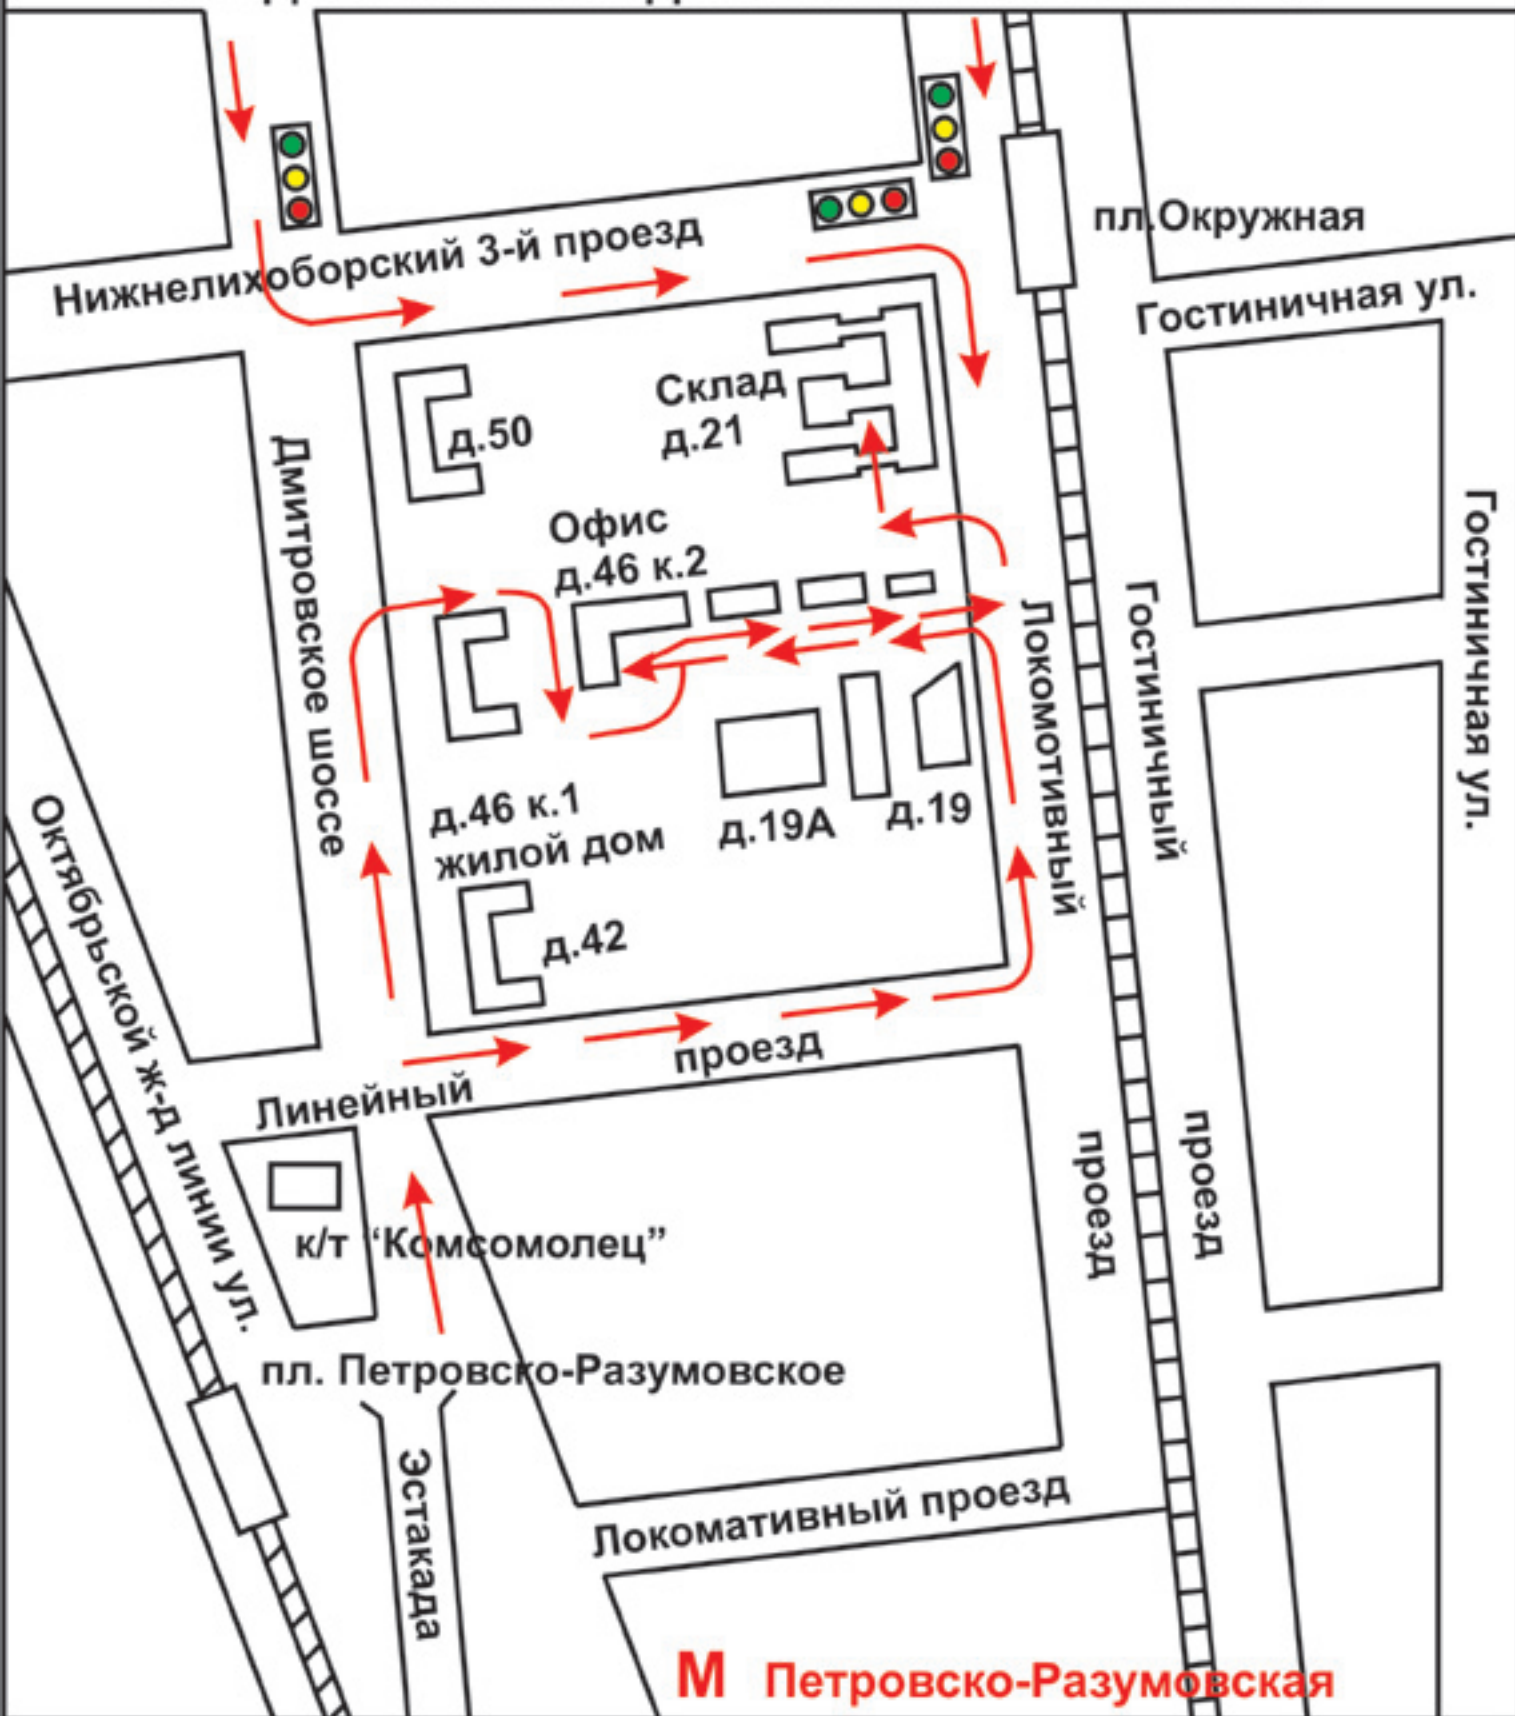 пл.Окружная
Нижнелихоборский 3-й проезд
Гостиничная ул.
Склад
д.21
д.50
Дмитровское шоссе
Офис
д.46 к.2
Гостиничная ул.
Локомотивный
Гостиничный
д.46 к.1
жилой дом
д.19А
д.19
Октябрьской ж-д линии ул.
д.42
проезд
Линейный
проезд
проезд
к/т “Комсомолец”
пл. Петровско-Разумовское
Эстакада
Локомативный проезд
М Петровско-Разумовская